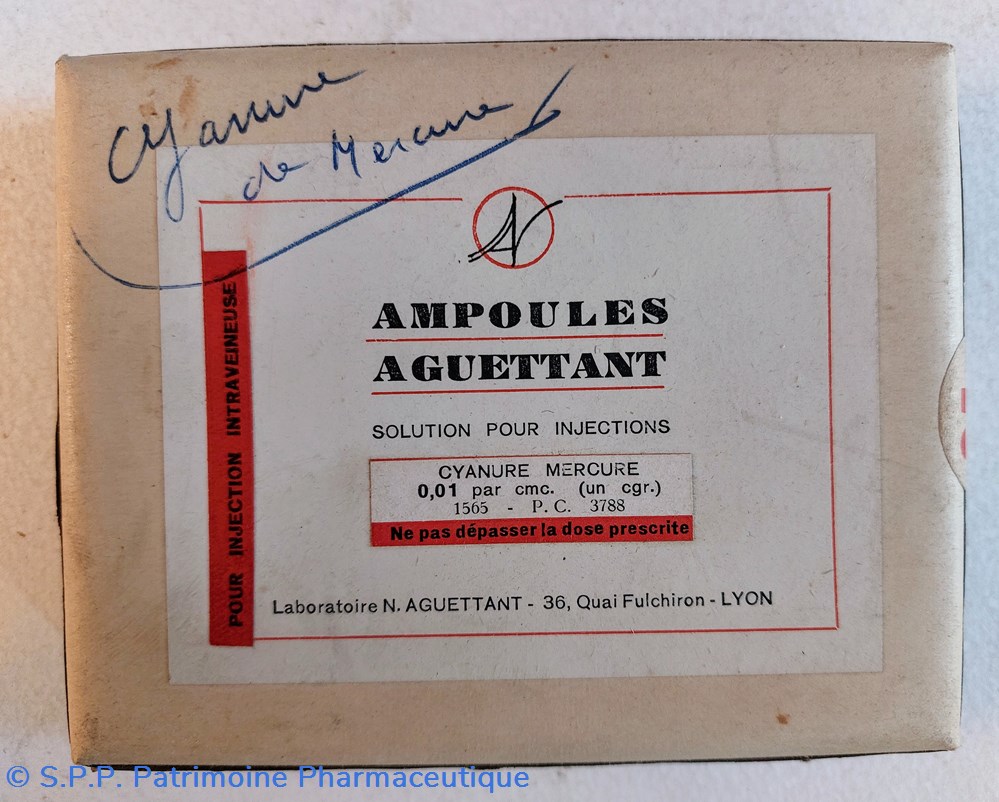 Cyanure
de Mercure
POUR INJECTION INTRAVEINEUSE
AMPOULES
AGUETTANT
SOLUTION POUR INJECTIONS
CYANURE MERCURE
0,01 par cmc. (un cgr.)
1565 - P. C. 3788
Ne pas dépasser la dose prescrite
Laboratoire N. AGUETTANT - 36, Quai Fulchiron - LYON
© S.P.P. Patrimoine Pharmaceutique